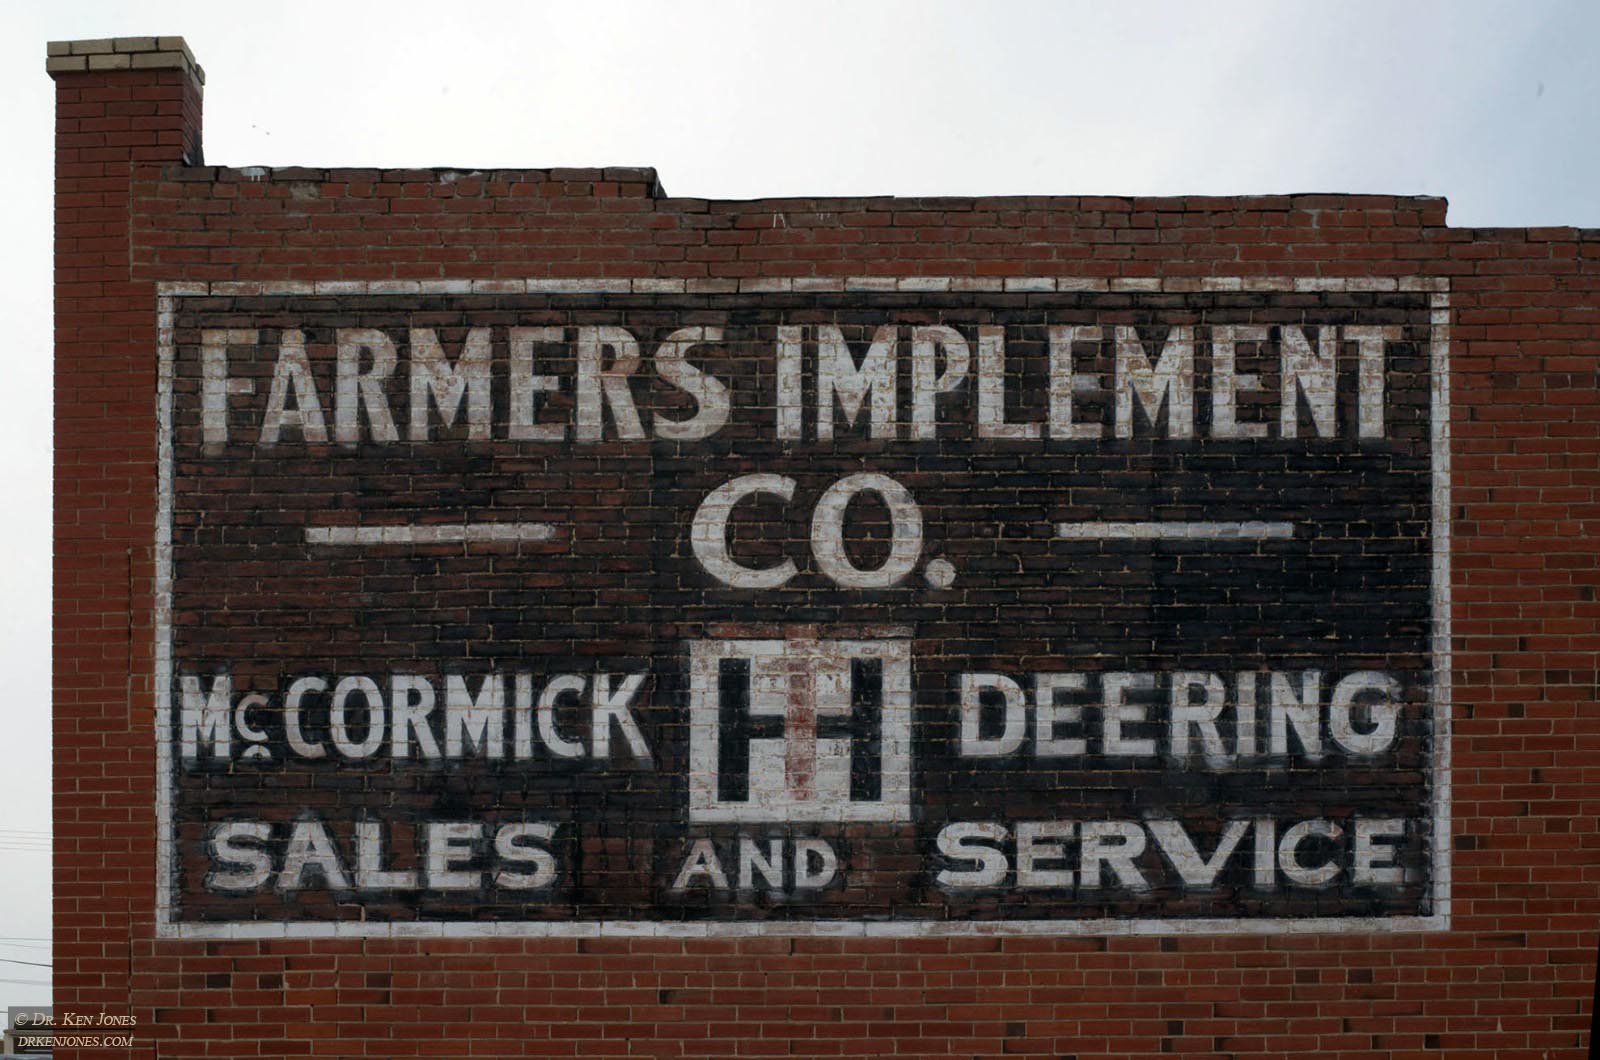 FARMERS IMPLEMENT
CO.
McCORMICK IH DEERING
SALES AND SERVICE
© DR. KEN JONES
DRKENJONES.COM